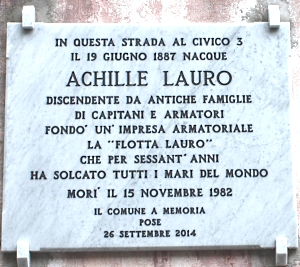 IN QUESTA STRADA AL CIVICO 3
IL 19 GIUGNO 1887 NACQUE
ACHILLE LAURO
DISCENDENTE DA ANTICHE FAMIGLIE
DI CAPITANI E ARMATORI
FONDO' UN'IMPRESA ARMATORIALE
LA "FLOTTA LAURO"
CHE PER SESSANT'ANNI
HA SOLCATO TUTTI I MARI DEL MONDO
MORI' IL 15 NOVEMBRE 1982
IL COMUNE A MEMORIA
POSE
26 SETTEMBRE 2014